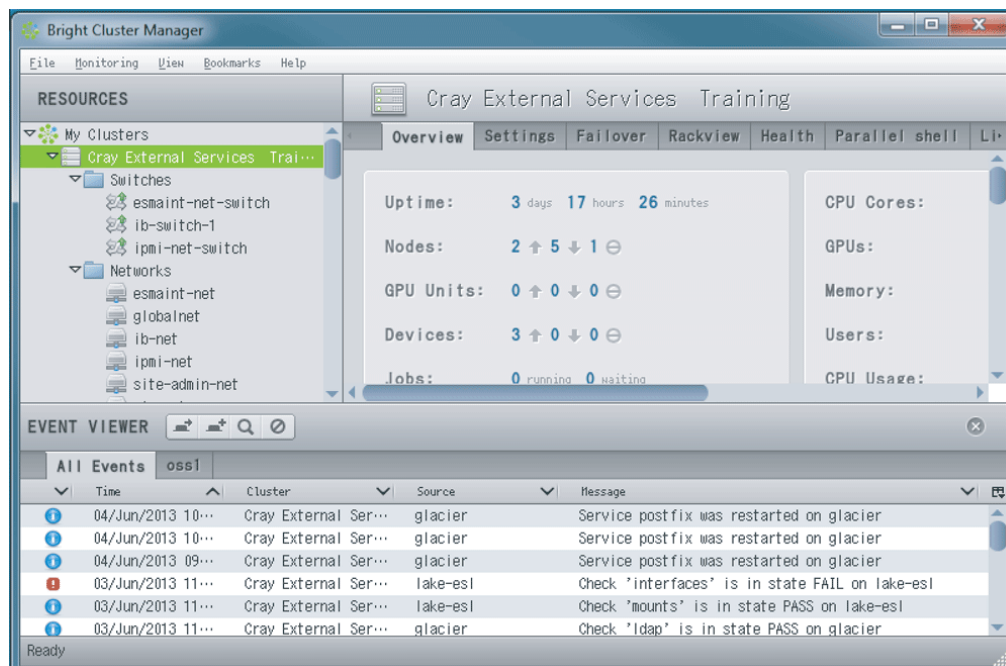 Bright Cluster Manager
File Monitoring View Bookmarks Help
RESOURCES
My Clusters
Cray External Services Trai···
Switches
esmaint-net-switch
ib-switch-1
ipmi-net-switch
Networks
esmaint-net
globalnet
ib-net
ipmi-net
site-admin-net
Cray External Services Training
Overview Settings Failover Rackview Health Parallel shell Li
Uptime: 3 days 17 hours 26 minutes
Nodes: 2 5 1
GPU Units: 0 0 0
Devices: 3 0 0
Jobs: 0 running 0 waiting
CPU Cores:
GPUs:
Memory:
Users:
CPU Usage:
EVENT VIEWER
All Events oss1
Time Cluster Source Message
04/Jun/2013 10··· Cray External Ser··· glacier Service postfix was restarted on glacier
04/Jun/2013 10··· Cray External Ser··· glacier Service postfix was restarted on glacier
04/Jun/2013 09··· Cray External Ser··· glacier Service postfix was restarted on glacier
03/Jun/2013 11··· Cray External Ser··· lake-esl Check 'interfaces' is in state FAIL on lake-esl
03/Jun/2013 11··· Cray External Ser··· lake-esl Check 'mounts' is in state PASS on lake-esl
03/Jun/2013 11··· Cray External Ser··· glacier Check 'ldap' is in state PASS on glacier
Ready